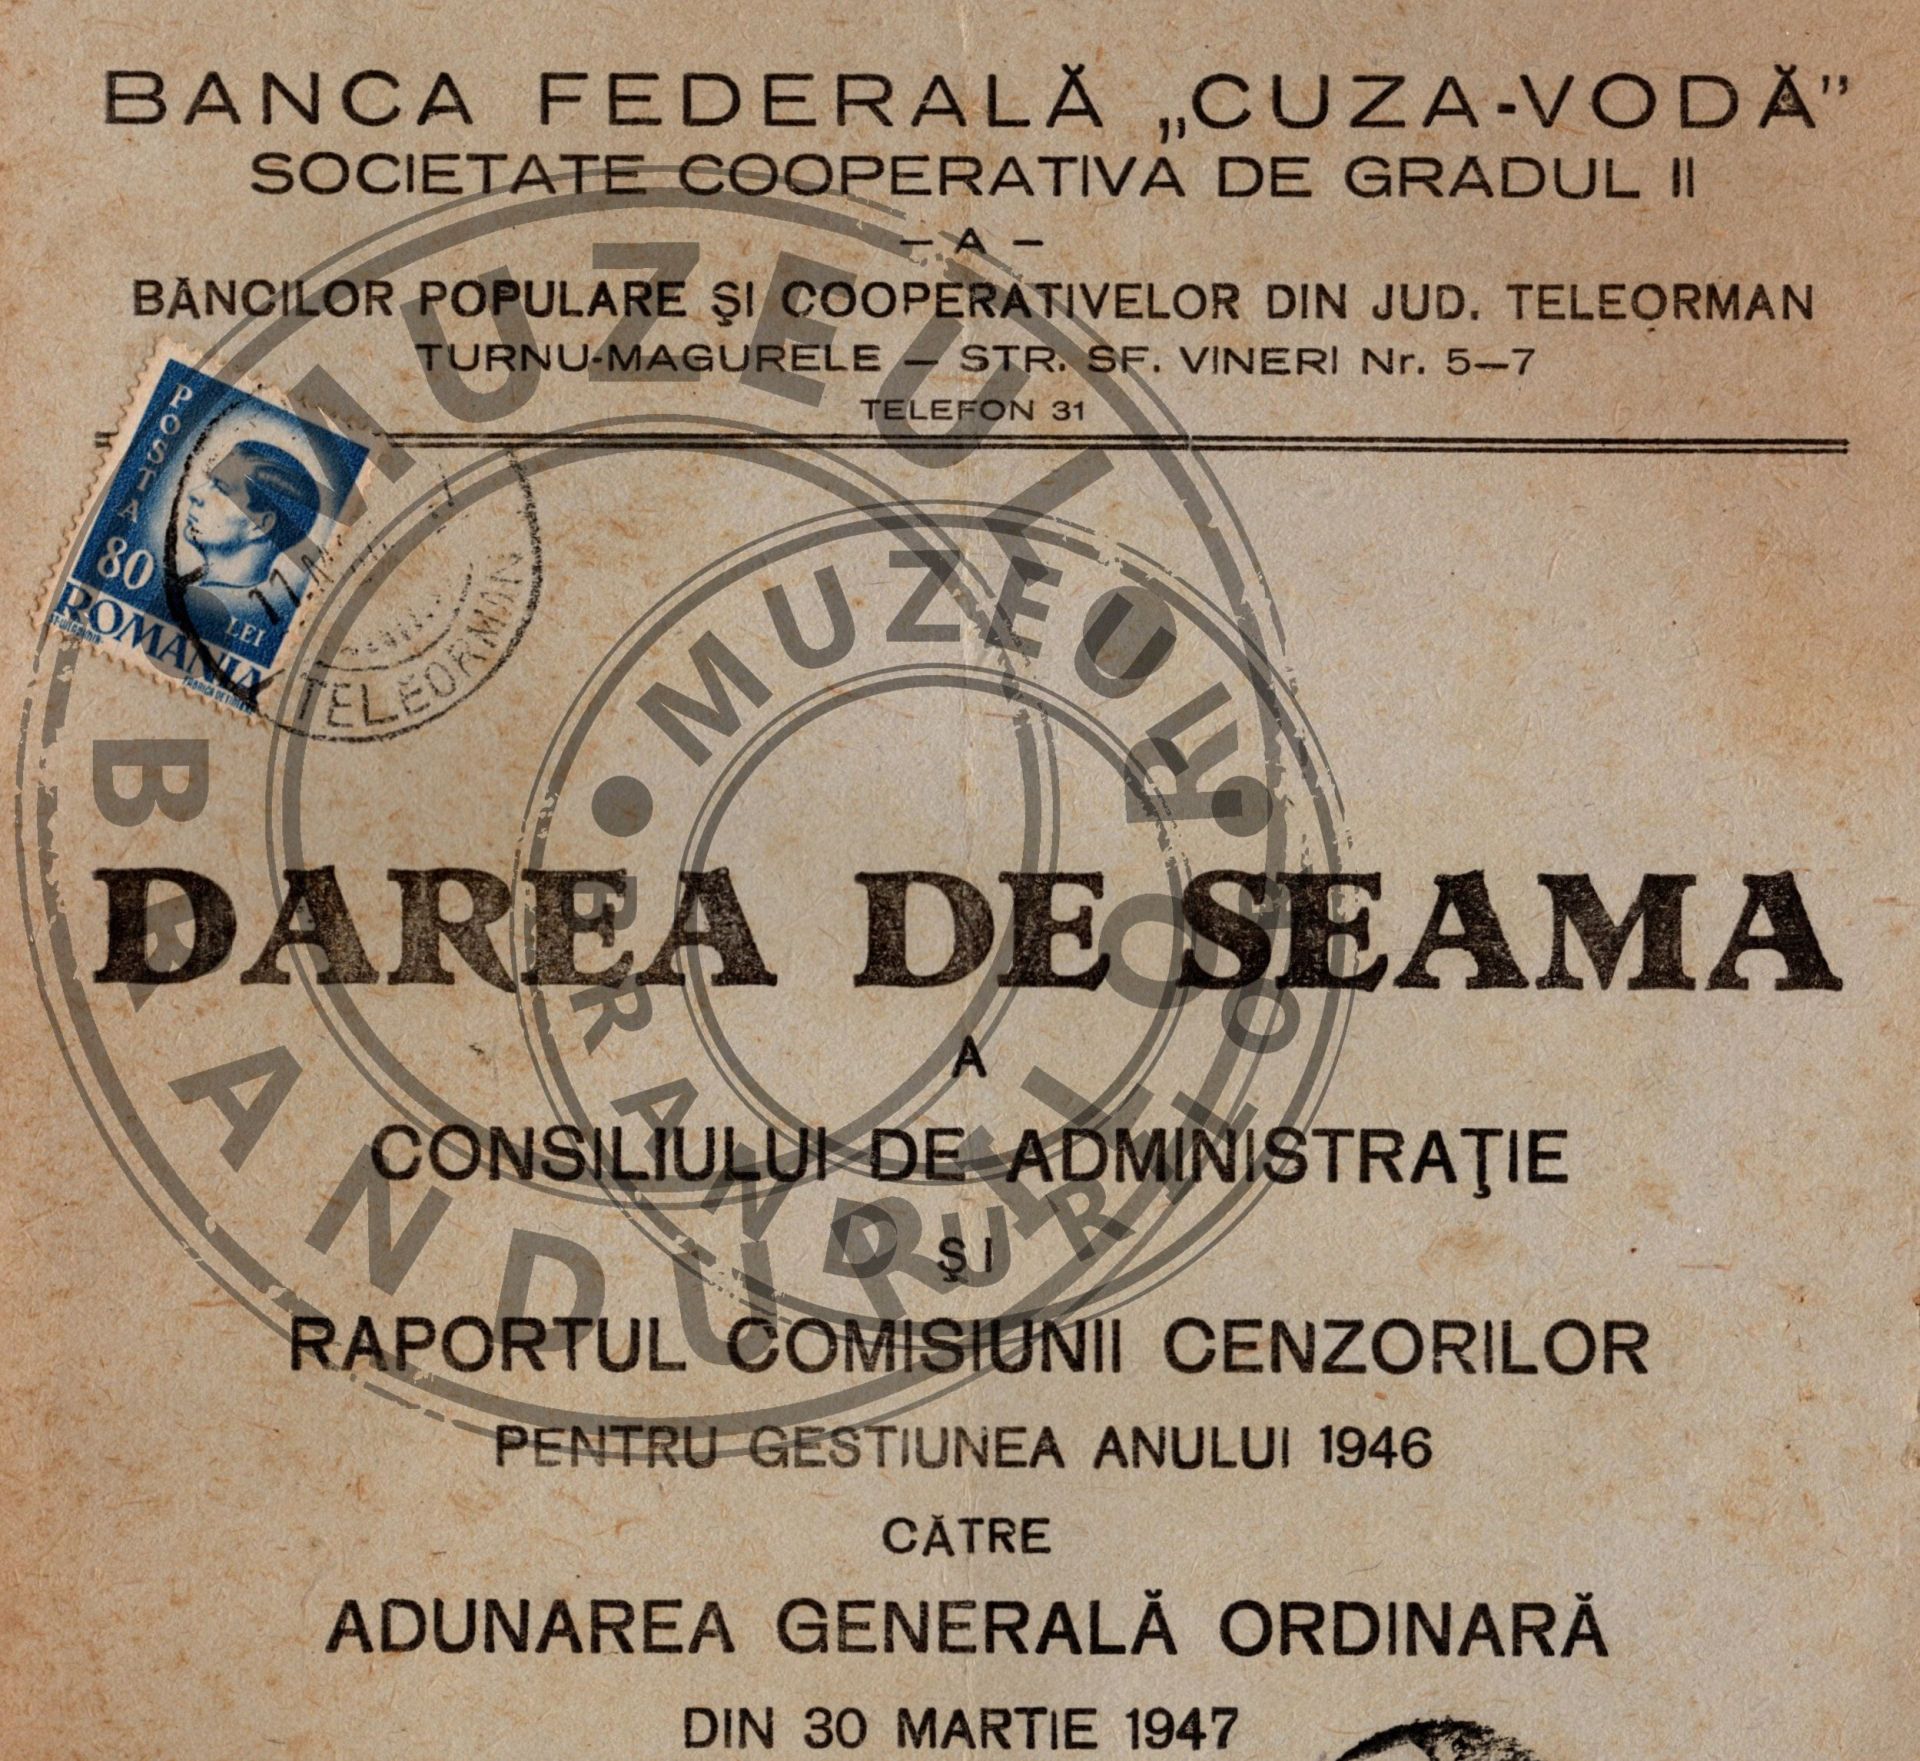 BANCA FEDERALĂ „CUZA-VODĂ”
SOCIETATE COOPERATIVA DE GRADUL II
– A –
BĂNCILOR POPULARE ŞI COOPERATIVELOR DIN JUD. TELEORMAN
TURNU-MAGURELE – STR. SF. VINERI Nr. 5–7
TELEFON 31
POSTA
80
LEI
ROMANIA
TELEORMAN
MUZEUL
BRANDURILOR
MUZEUL
BRANDURILOR
DAREA DE SEAMA
A
CONSILIULUI DE ADMINISTRAŢIE
ŞI
RAPORTUL COMISIUNII CENZORILOR
PENTRU GESTIUNEA ANULUI 1946
CĂTRE
ADUNAREA GENERALĂ ORDINARĂ
DIN 30 MARTIE 1947